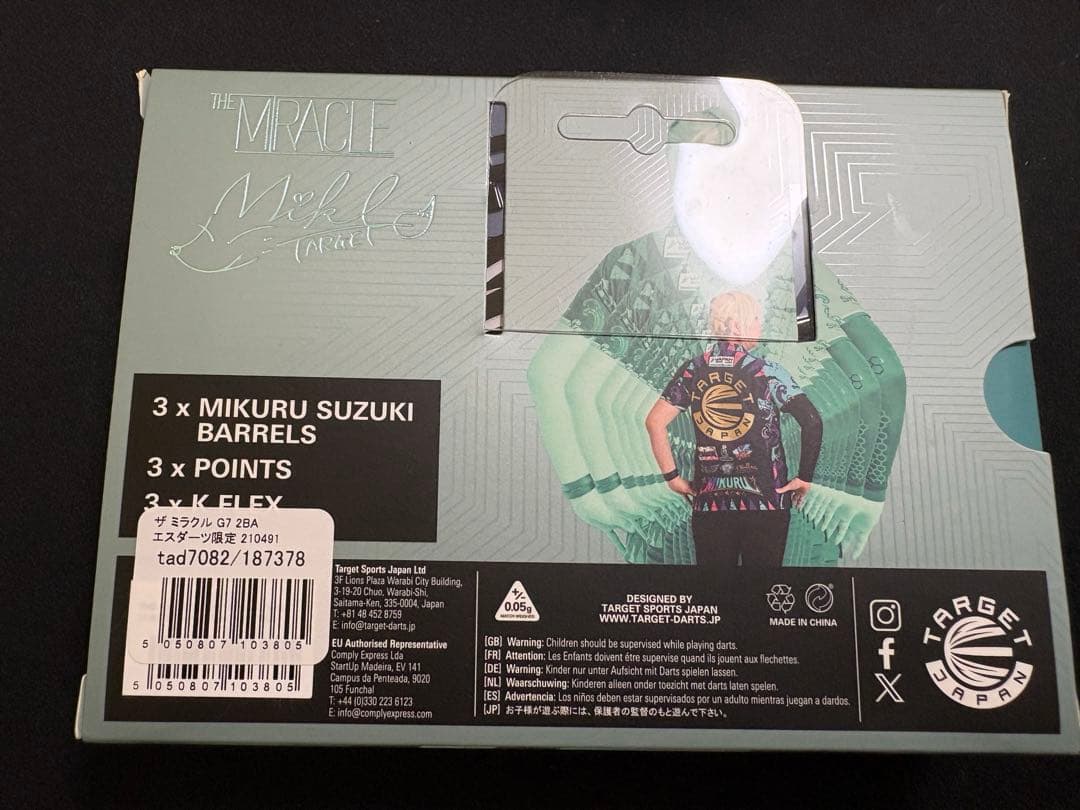 THE MIRACLE
Mikl
TARGET
3 x MIKURU SUZUKI
BARRELS
3 x POINTS
3 x K FLEX
ザ ミラクル G7 2BA
エスダーツ限定 210491
tad7082/187378
5 050807 103805
5 050807 103805
Target Sports Japan Ltd
3F Lions Plaza Warabi City Building,
3-19-20 Chuo, Warabi-Shi,
Saitama-Ken, 335-0004, Japan
T: +81 48 452 8759
E: info@target-darts.jp
EU Authorised Representative
Comply Express Lda
StartUp Madeira, EV 141
Campus da Penteada, 9020
105 Funchal
T: +44 (0)330 223 6123
E: info@complyexpress.com
+/-
0.05g
MATCH WEIGHED
DESIGNED BY
TARGET SPORTS JAPAN
WWW.TARGET-DARTS.JP
MADE IN CHINA
[GB] Warning: Children should be supervised while playing darts.
[FR] Attention: Les Enfants doivent être supervise quand ils jouent aux flechettes.
[DE] Warning: Kinder nur unter Aufsicht mit Darts spielen lassen.
[NL] Waarschuwing: Kinderen alleen onder toezicht met darts laten spelen.
[ES] Advertencia: Los niños deben estar supervisados por un adulto mientras juegan a dardos.
[JP] お子様が遊ぶ際には、保護者の監督のもと遊んで下さい。
TARGET
JAPAN
TARGET
JAPAN
MIKURU